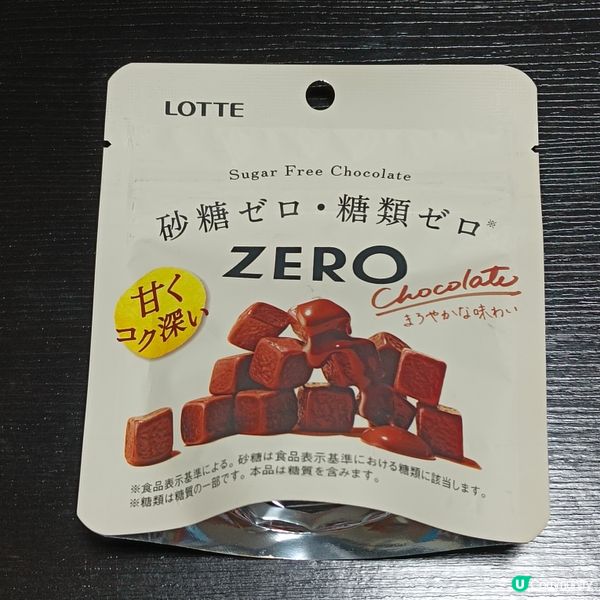 LOTTE
Sugar Free Chocolate
砂糖ゼロ・糖類ゼロ※
ZERO
Chocolate
まろやかな味わい
甘く
コク深い
※食品表示基準による。砂糖は食品表示基準における糖類に該当します。
※糖類は糖質の一部です。本品は糖質を含みます。
U Community